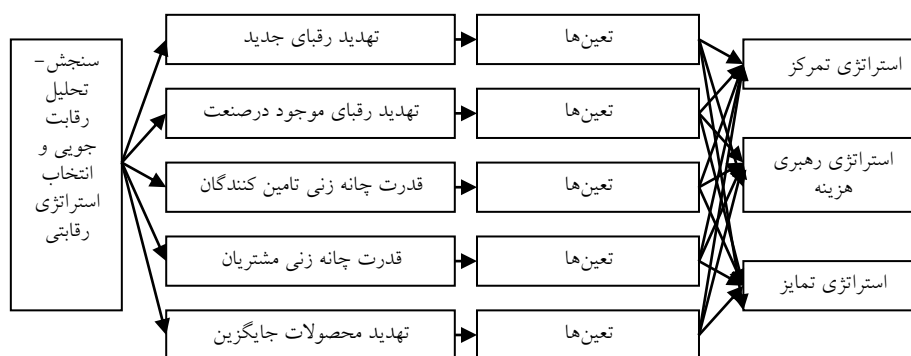 سنجش-
تحلیل
رقابت
جویی و
انتخاب
استراتژی
رقابتی
تهدید رقبای جدید
تهدید رقبای موجود درصنعت
قدرت چانه زنی تامین کنندگان
قدرت چانه زنی مشتریان
تهدید محصولات جایگزین
تعین‌ها
تعین‌ها
تعین‌ها
تعین‌ها
تعین‌ها
استراتژی تمرکز
استراتژی رهبری
هزینه
استراتژی تمایز